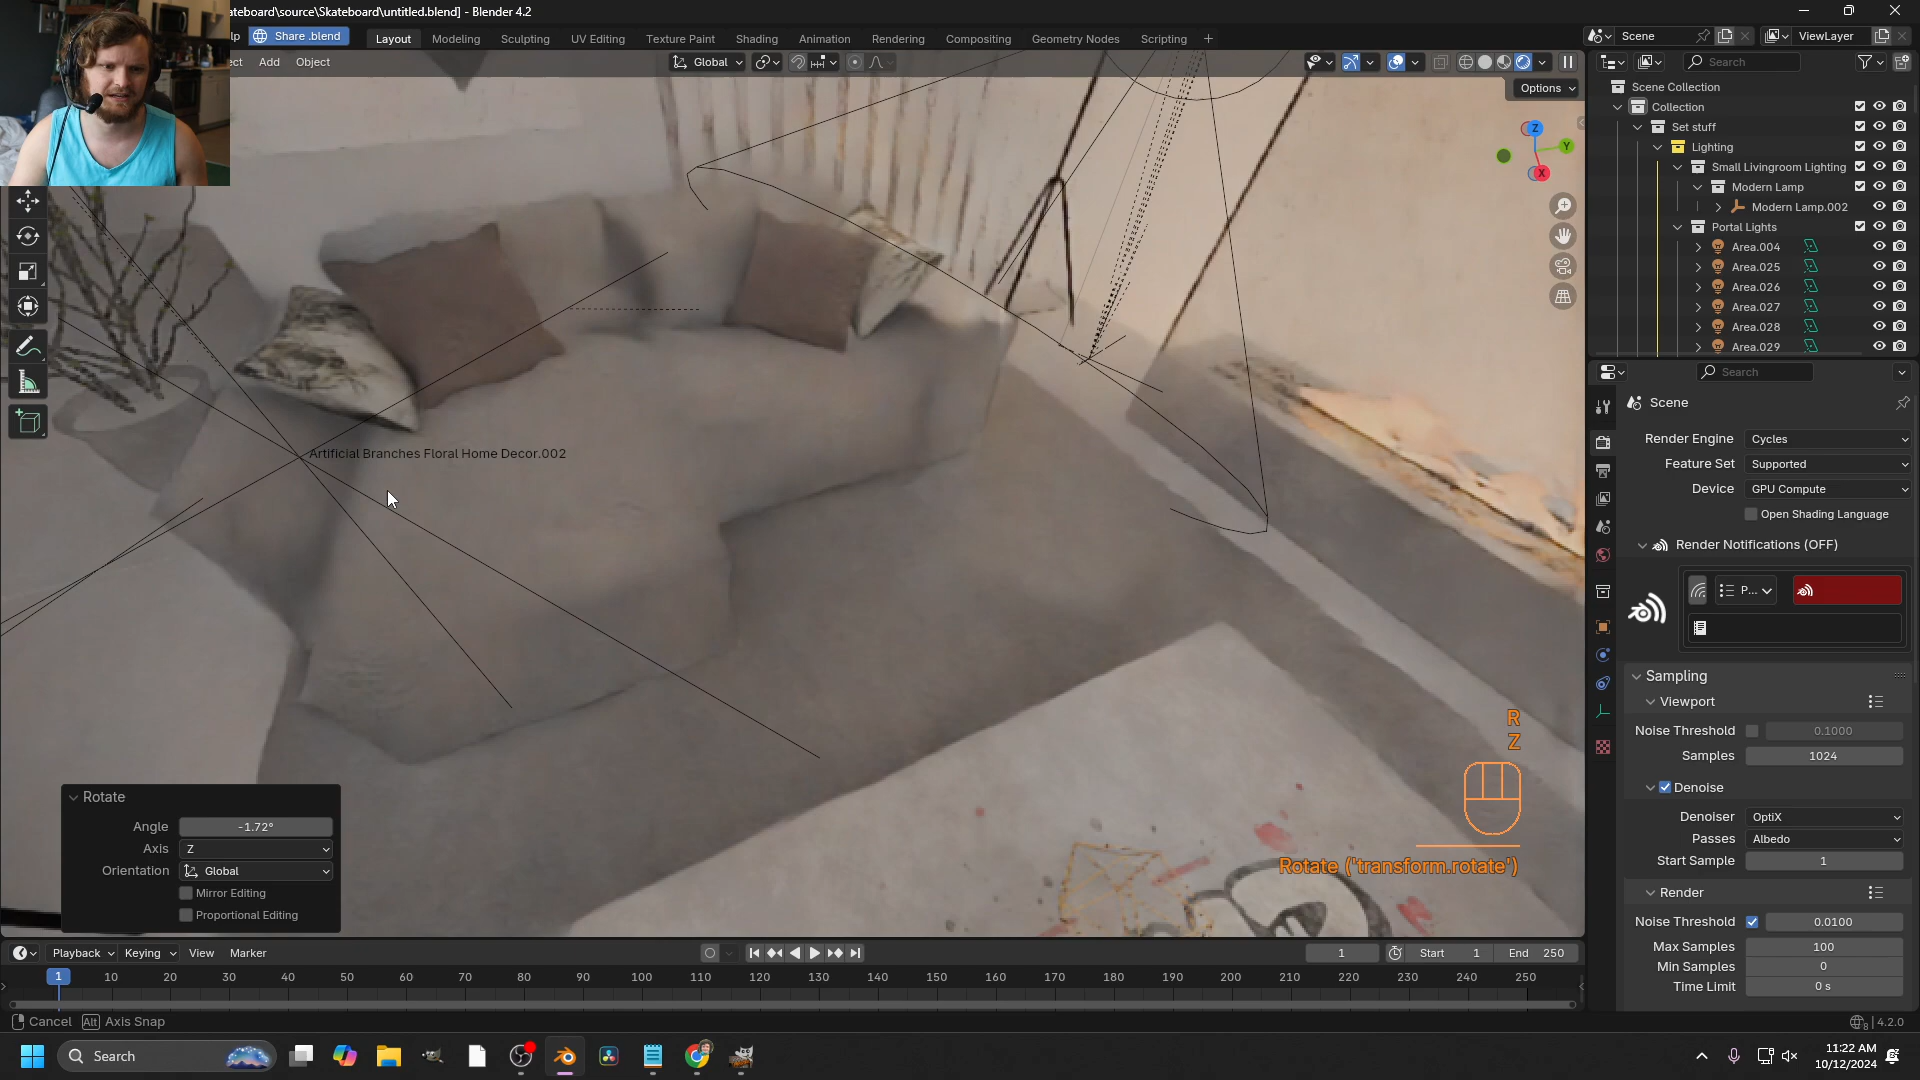 ateboard\source\Skateboard\untitled.blend] - Blender 4.2
lp Share .blend Layout Modeling Sculpting UV Editing Texture Paint Shading Animation Rendering Compositing Geometry Nodes Scripting + Scene ViewLayer
ect Add Object Global Search
Options
Scene Collection
Collection
Set stuff
Lighting
Small Livingroom Lighting
Modern Lamp
Modern Lamp.002
Portal Lights
Area.004
Area.025
Area.026
Area.027
Area.028
Area.029
Z
Y
X
Search
Scene
Render Engine Cycles
Feature Set Supported
Device GPU Compute
Open Shading Language
Render Notifications (OFF)
P...
Sampling
Viewport
Noise Threshold 0.1000
Samples 1024
Denoise
Denoiser OptiX
Passes Albedo
Start Sample 1
Render
Noise Threshold 0.0100
Max Samples 100
Min Samples 0
Time Limit 0 s
Artificial Branches Floral Home Decor.002
R
Z
Rotate ('transform.rotate')
Rotate
Angle -1.72°
Axis Z
Orientation Global
Mirror Editing
Proportional Editing
Playback Keying View Marker 1 Start 1 End 250
1 10 20 30 40 50 60 70 80 90 100 110 120 130 140 150 160 170 180 190 200 210 220 230 240 250
Cancel Alt Axis Snap 4.2.0
Search
11:22 AM
10/12/2024